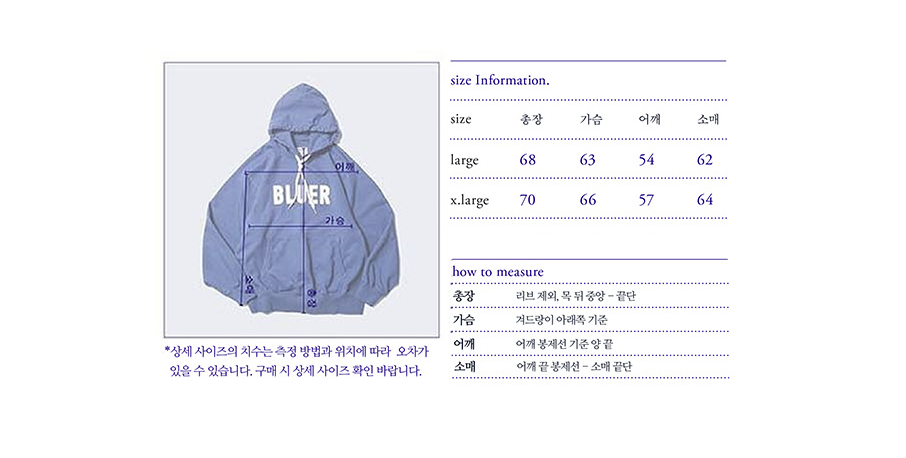 어깨
BLUER
가슴
소매
총장
*상세 사이즈의 치수는 측정 방법과 위치에 따라 오차가
있을 수 있습니다. 구매 시 상세 사이즈 확인 바랍니다.
size Information.
size 총장 가슴 어깨 소매
large 68 63 54 62
x.large 70 66 57 64
how to measure
총장 리브 제외, 목 뒤 중앙 - 끝단
가슴 겨드랑이 아래쪽 기준
어깨 어깨 봉제선 기준 양 끝
소매 어깨 끝 봉제선 - 소매 끝단